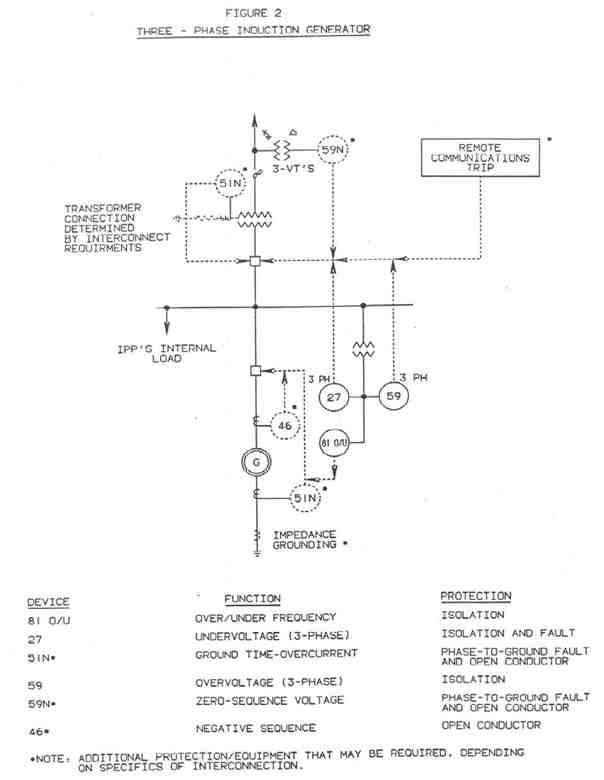 FIGURE 2
THREE - PHASE INDUCTION GENERATOR
59N *
3-VT'S
REMOTE
COMMUNICATIONS
TRIP
*
51N *
TRANSFORMER
CONNECTION
DETERMINED
BY INTERCONNECT
REQUIRMENTS
IPP'S INTERNAL
LOAD
3 PH
27
3 PH
59
46 *
81 O/U
G
51N *
IMPEDANCE
GROUNDING *
DEVICE FUNCTION PROTECTION
81 O/U OVER/UNDER FREQUENCY ISOLATION
27 UNDERVOLTAGE (3-PHASE) ISOLATION AND FAULT
51N* GROUND TIME-OVERCURRENT PHASE-TO-GROUND FAULT
AND OPEN CONDUCTOR
59 OVERVOLTAGE (3-PHASE) ISOLATION
59N* ZERO-SEQUENCE VOLTAGE PHASE-TO-GROUND FAULT
AND OPEN CONDUCTOR
46* NEGATIVE SEQUENCE OPEN CONDUCTOR
*NOTE: ADDITIONAL PROTECTION/EQUIPMENT THAT MAY BE REQUIRED, DEPENDING
ON SPECIFICS OF INTERCONNECTION.